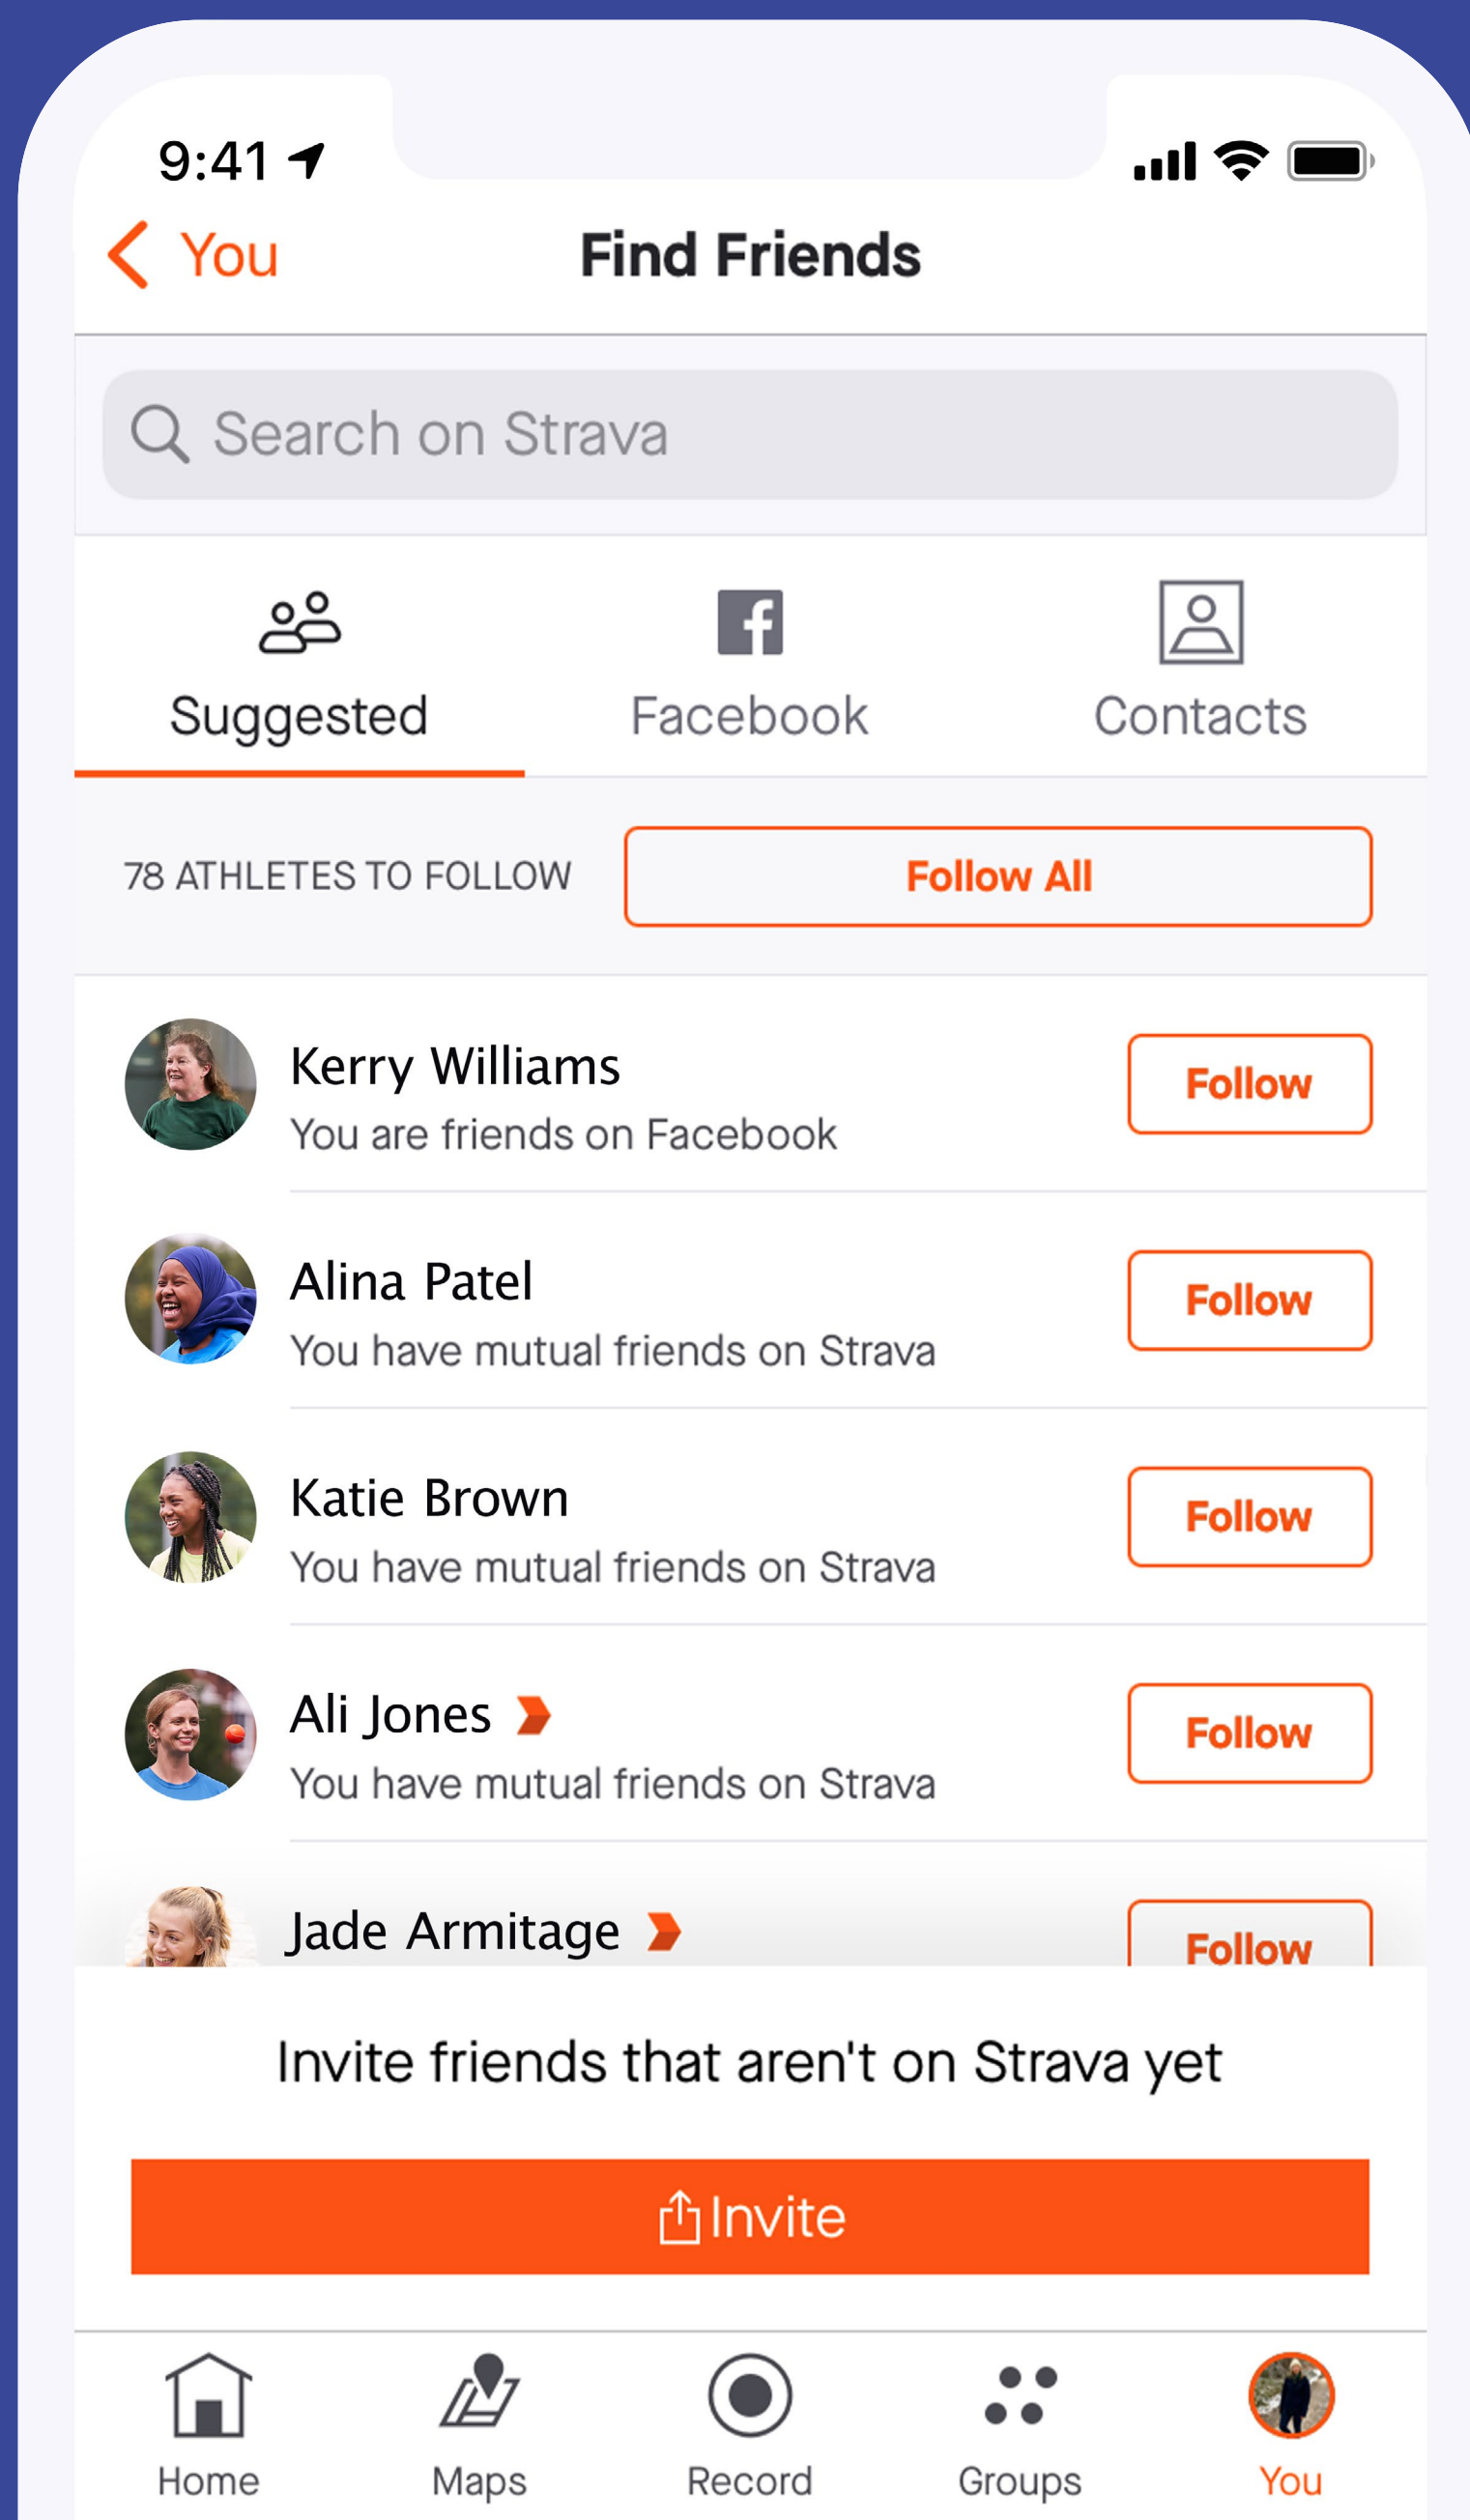 9:41
You
Find Friends
Search on Strava
Suggested
Facebook
Contacts
78 ATHLETES TO FOLLOW
Follow All
Kerry Williams
You are friends on Facebook
Follow
Alina Patel
You have mutual friends on Strava
Follow
Katie Brown
You have mutual friends on Strava
Follow
Ali Jones
You have mutual friends on Strava
Follow
Jade Armitage
Follow
Invite friends that aren't on Strava yet
Invite
Home
Maps
Record
Groups
You